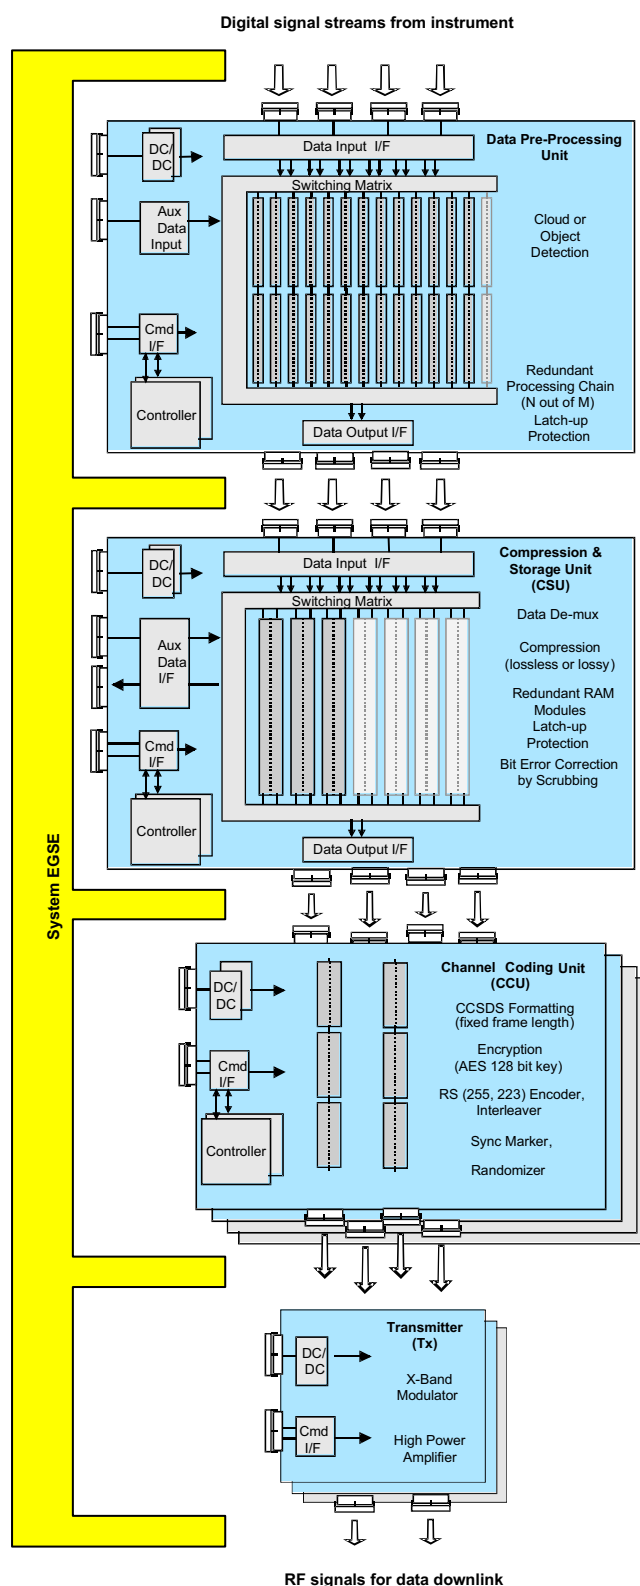 Digital signal streams from instrument
Data Pre-Processing
Unit
DC/
DC
Data Input I/F
Switching Matrix
Aux
Data
Input
Cloud or
Object
Detection
Cmd
I/F
Controller
Redundant
Processing Chain
(N out of M)
Latch-up
Protection
Data Output I/F
Compression &
Storage Unit
(CSU)
DC/
DC
Data Input I/F
Switching Matrix
Data De-mux
Aux
Data
I/F
Compression
(lossless or lossy)
Redundant RAM
Modules
Latch-up
Protection
Cmd
I/F
Bit Error Correction
by Scrubbing
Controller
Data Output I/F
System EGSE
Channel Coding Unit
(CCU)
DC/
DC
CCSDS Formatting
(fixed frame length)
Encryption
(AES 128 bit key)
Cmd
I/F
RS (255, 223) Encoder,
Interleaver
Controller
Sync Marker,
Randomizer
Transmitter
(Tx)
DC/
DC
X-Band
Modulator
Cmd
I/F
High Power
Amplifier
RF signals for data downlink